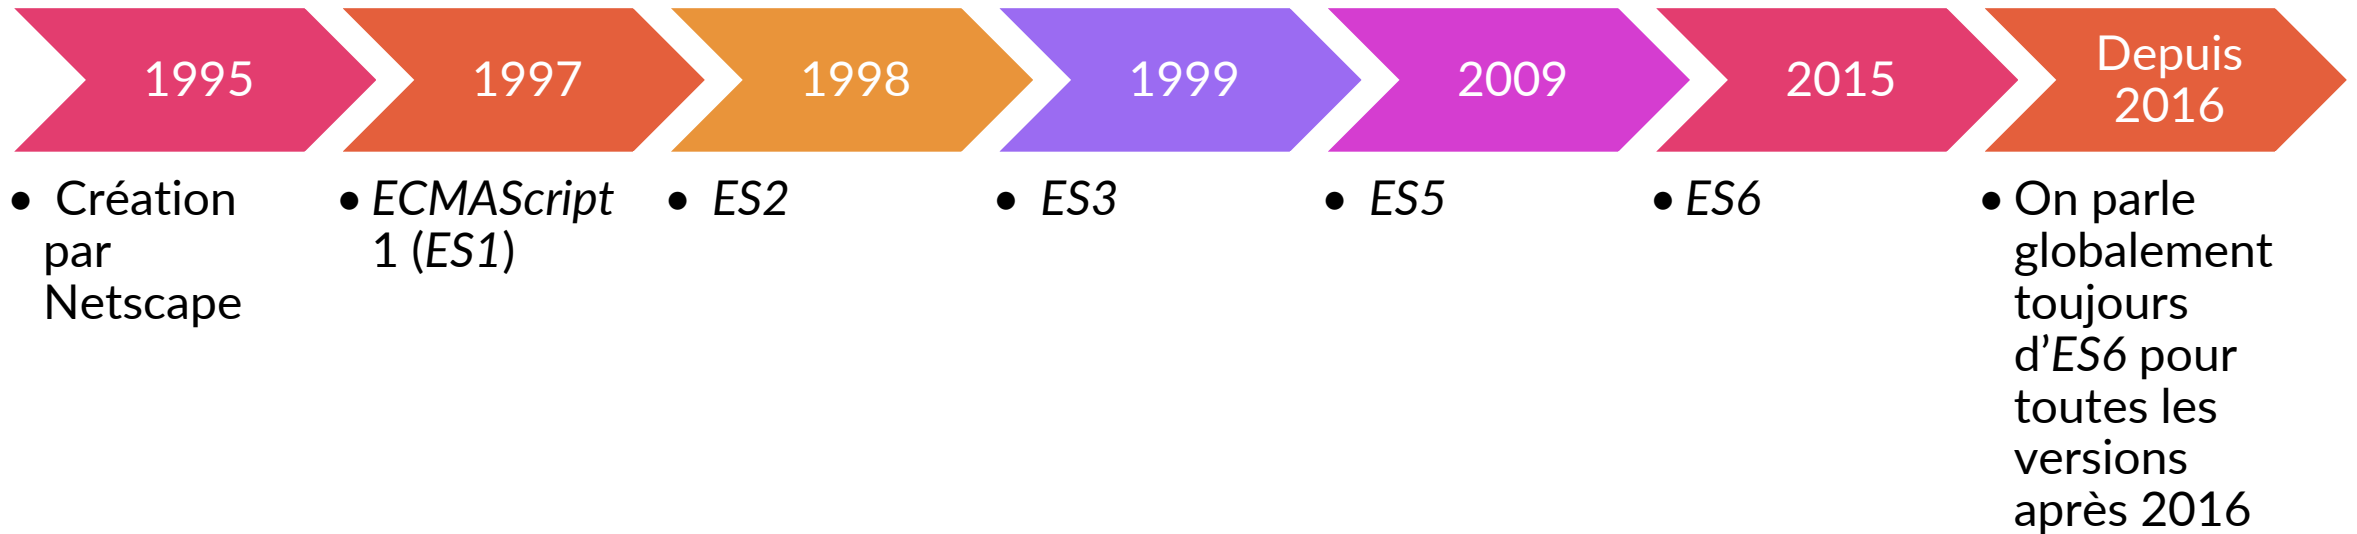 1995
1997
1998
1999
2009
2015
Depuis
2016
• Création
par
Netscape
• ECMAScript
1 (ES1)
• ES2
• ES3
• ES5
• ES6
• On parle
globalement
toujours
d’ES6 pour
toutes les
versions
après 2016